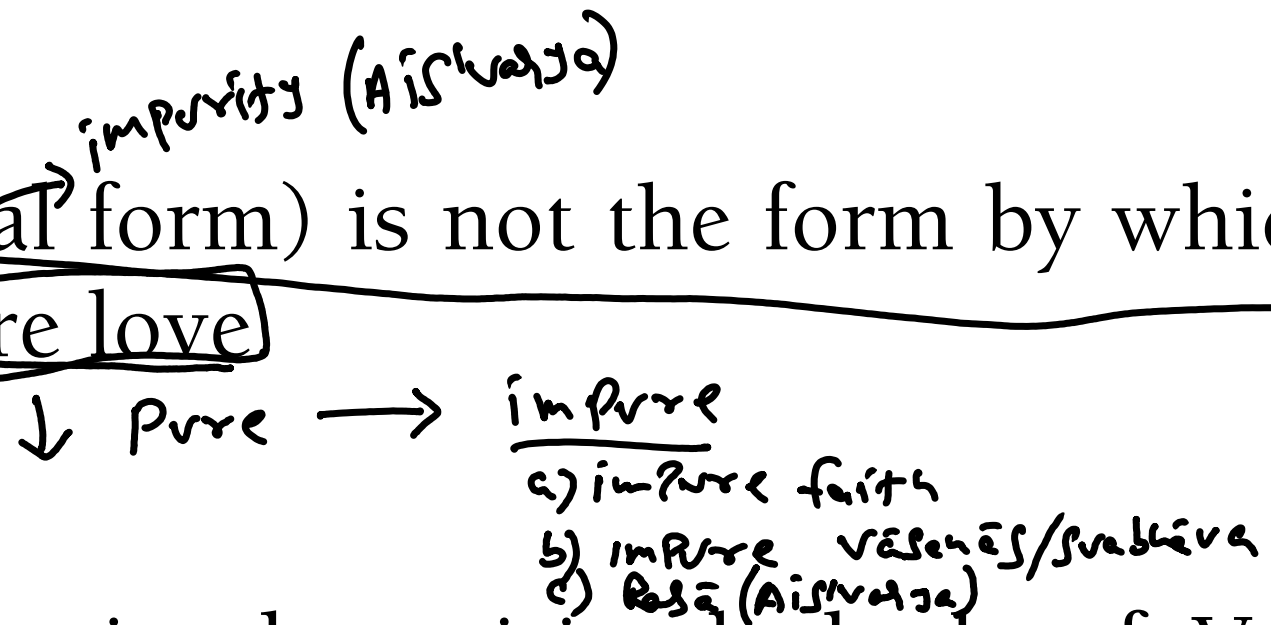 impurity (Aiśvarya)
al form) is not the form by whi
re love
↓ Pure → impure
a) impure faith
b) impure vāsanās/svabhāva
c) Rasā (Aiśvarya)